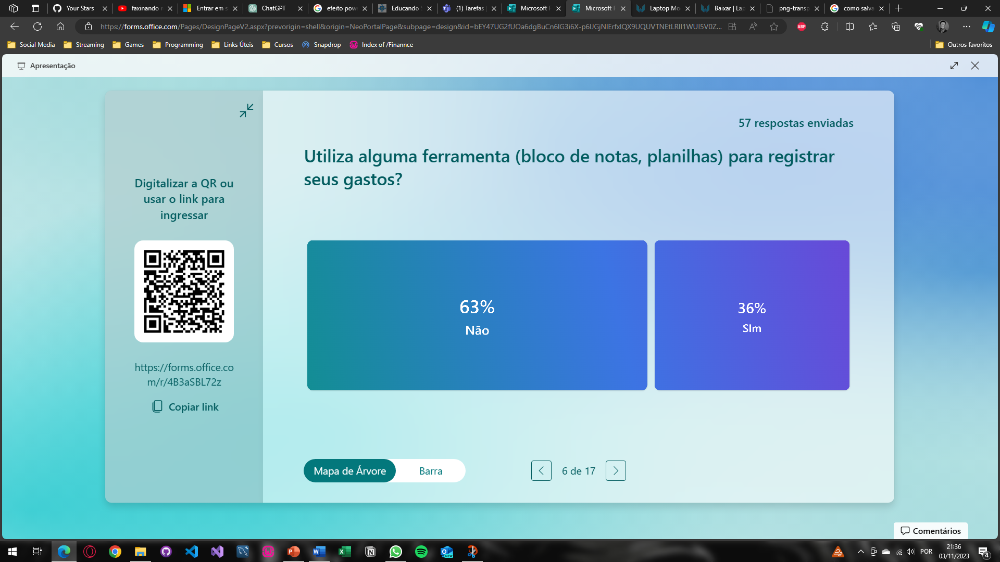 Your Stars
faxinando r
Entrar em s
ChatGPT
efeito pow
Educando S
(1) Tarefas |
Microsoft F
Microsoft F
Laptop Mo
Baixar | Lap
png-transp
como salva
https://forms.office.com/Pages/DesignPageV2.aspx?prevorigin=shell&origin=NeoPortalPage&subpage=design&id=bEY47UG2fUOa6dgBuCn6lG3i6X-p6UGjNIErfxIQX9UQUVTNEtLRlI1WUI5V0Z...
ABP
Social Media
Streaming
Games
Programming
Links Úteis
Cursos
Snapdrop
Index of /Finannce
Outros favoritos
Apresentação
Digitalizar a QR ou
usar o link para
ingressar
https://forms.office.co
m/r/4B3aSBL72z
Copiar link
57 respostas enviadas
Utiliza alguma ferramenta (bloco de notas, planilhas) para registrar
seus gastos?
63%
Não
36%
SIm
Mapa de Árvore
Barra
6 de 17
Comentários
POR
21:36
03/11/2023
4